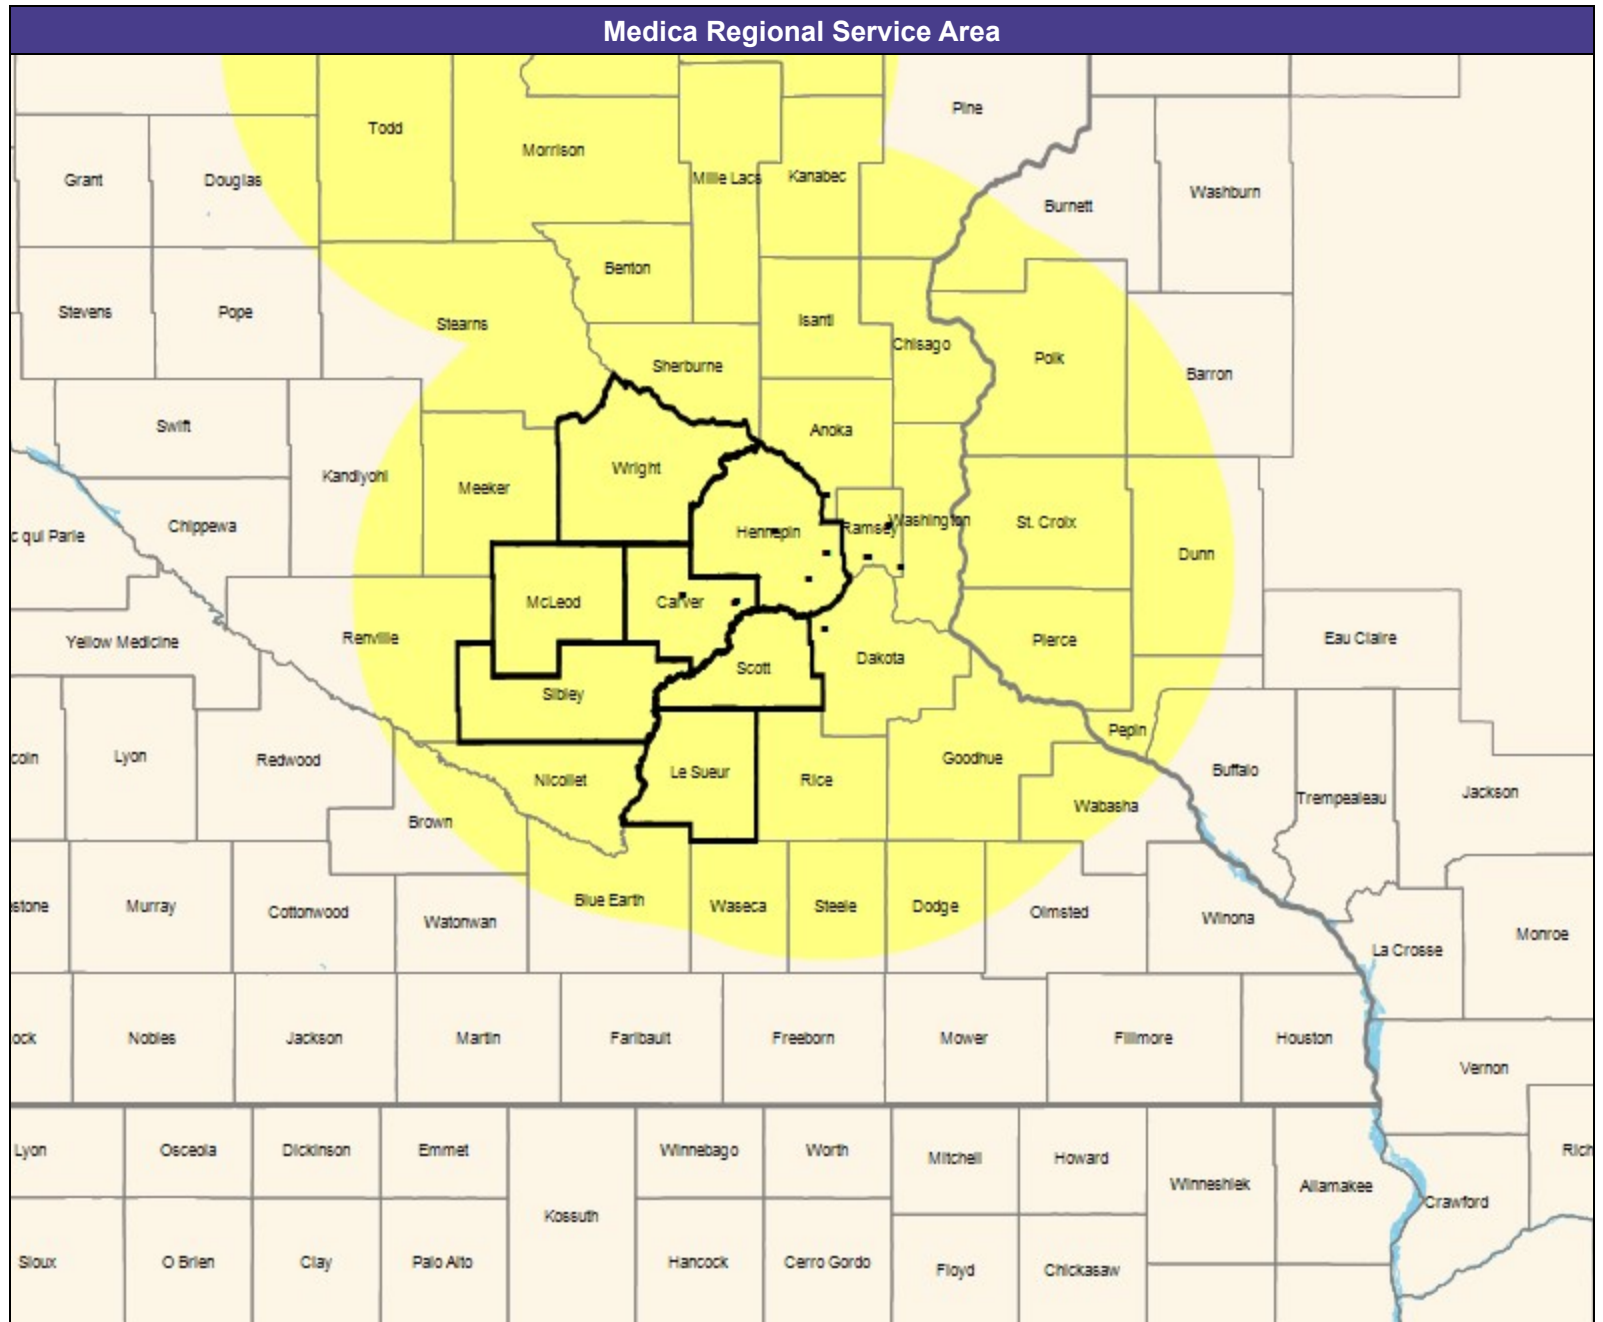 Medica Regional Service Area
Pine
Todd
Morrison
Grant
Douglas
Mille Lacs
Kanabec
Washburn
Burnett
Benton
Stevens
Pope
Stearns
Isanti
Chisago
Polk
Sherburne
Barron
Swift
Anoka
Wright
Kandiyohi
Meeker
c qui Parle
Chippewa
Hennepin
Ramsey
Washington
St. Croix
Dunn
McLeod
Carver
Yellow Medicine
Renville
Pierce
Eau Claire
Scott
Dakota
Sibley
coln
Lyon
Redwood
Nicollet
Le Sueur
Rice
Goodhue
Pepin
Buffalo
Trempealeau
Jackson
Wabasha
Brown
stone
Murray
Cottonwood
Watonwan
Blue Earth
Waseca
Steele
Dodge
Olmsted
Winona
La Crosse
Monroe
ock
Nobles
Jackson
Martin
Faribault
Freeborn
Mower
Fillmore
Houston
Vernon
Lyon
Osceola
Dickinson
Emmet
Winnebago
Worth
Mitchell
Howard
Winneshiek
Allamakee
Crawford
Rich
Kossuth
Sioux
O Brien
Clay
Palo Alto
Hancock
Cerro Gordo
Floyd
Chickasaw